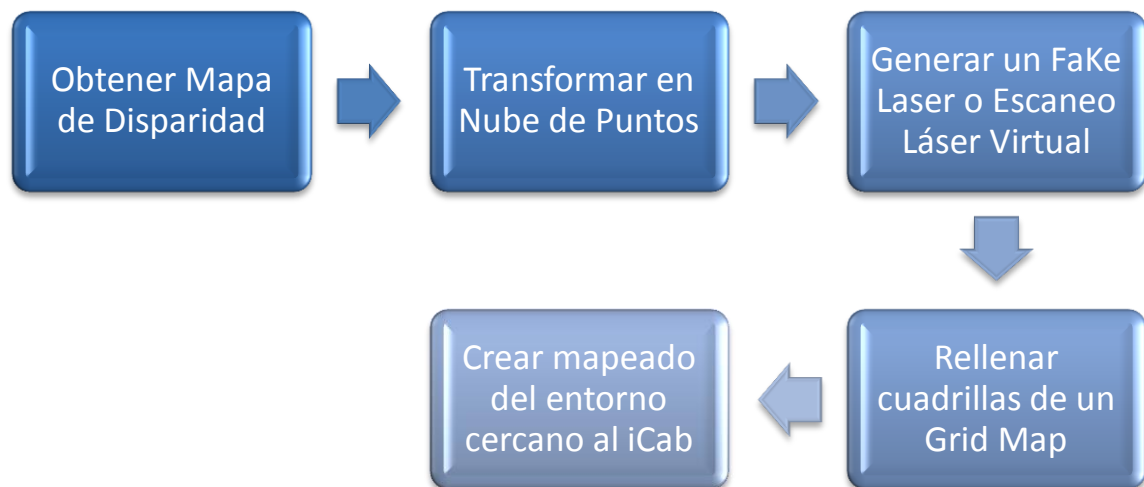 Obtener Mapa
de Disparidad
Transformar en
Nube de Puntos
Generar un FaKe
Laser o Escaneo
Láser Virtual
Rellenar
cuadrillas de un
Grid Map
Crear mapeado
del entorno
cercano al iCab